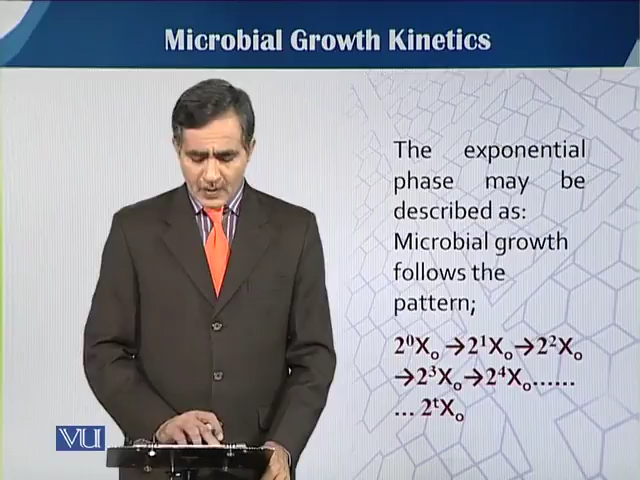 Microbial Growth Kinetics
The exponential
phase may be
described as:
Microbial growth
follows the
pattern;
2⁰Xₒ →2¹Xₒ→2²Xₒ
→2³Xₒ→2⁴Xₒ......
... 2ᵗXₒ
VU